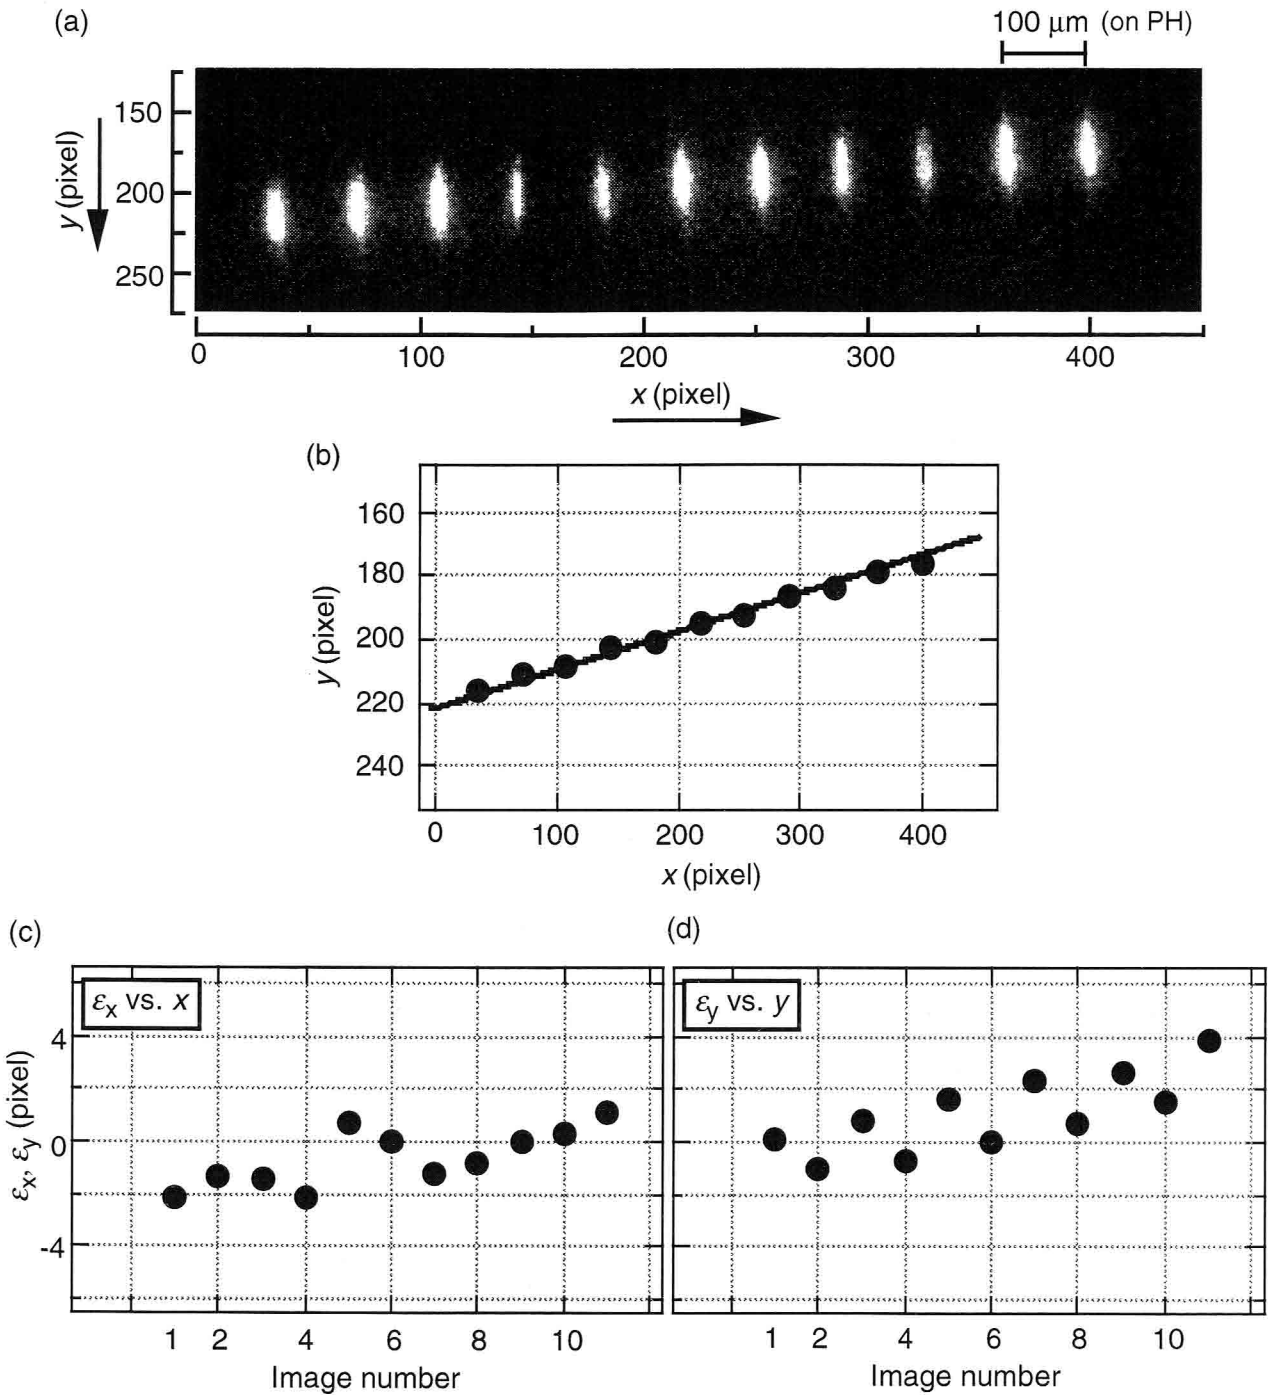 (a)
100 μm (on PH)
150
200
250
y (pixel)
0 100 200 300 400
x (pixel)
(b)
160
180
200
220
240
y (pixel)
0 100 200 300 400
x (pixel)
(c)
εx vs. x
4
0
-4
εx, εy (pixel)
1 2 4 6 8 10
Image number
(d)
εy vs. y
1 2 4 6 8 10
Image number